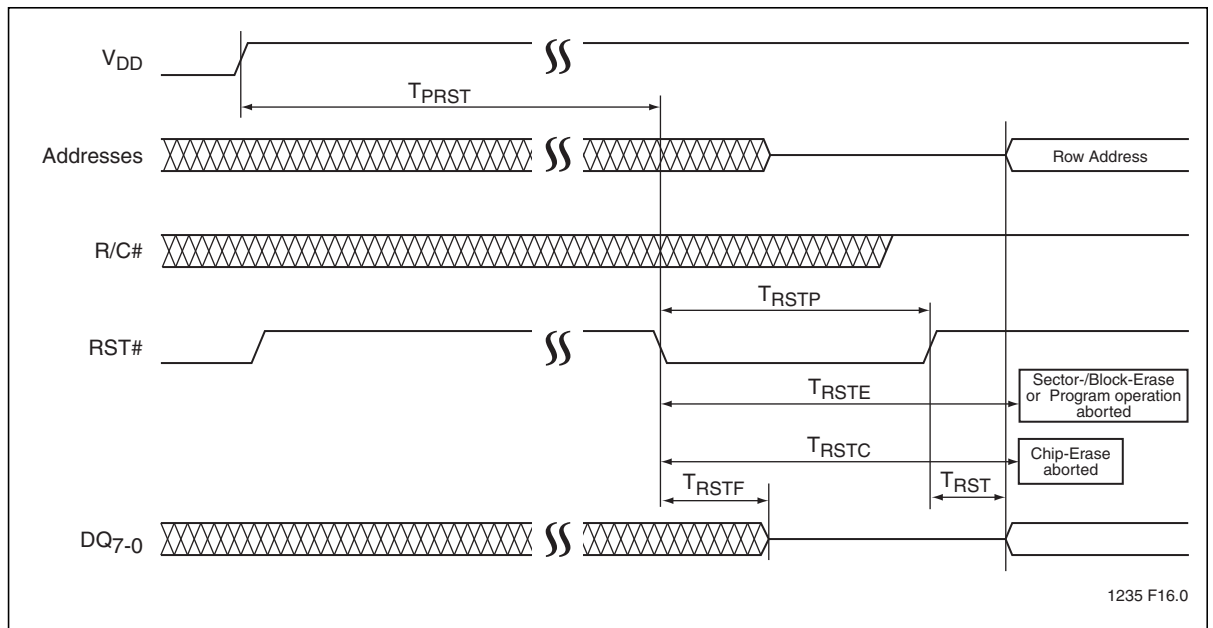 VDD
TPRST
Addresses
Row Address
R/C#
TRSTP
RST#
TRSTE
Sector-/Block-Erase
or Program operation
aborted
TRSTC
Chip-Erase
aborted
TRSTF
TRST
DQ7-0
1235 F16.0